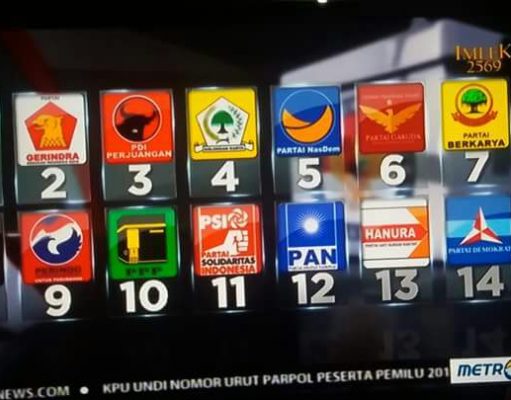 IMLEK
2569
PARTAI
GERINDRA
2
PDI
PERJUANGAN
3
4
PARTAI NasDem
5
PARTAI GARUDA
6
PARTAI
BERKARYA
7
PERINDO
9
PPP
10
PSI
PARTAI
SOLIDARITAS
INDONESIA
11
PAN
12
HANURA
13
PARTAI DEMOKRAT
14
NEWS.COM • KPU UNDI NOMOR URUT PARPOL PESERTA PEMILU 201
METR